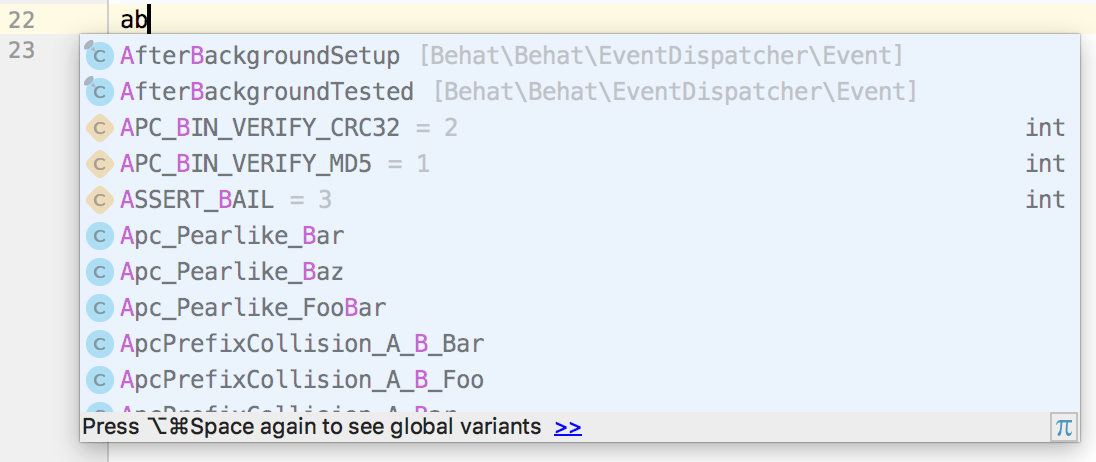 22 ab
23
C AfterBackgroundSetup [Behat\Behat\EventDispatcher\Event]
C AfterBackgroundTested [Behat\Behat\EventDispatcher\Event]
C APC_BIN_VERIFY_CRC32 = 2 int
C APC_BIN_VERIFY_MD5 = 1 int
C ASSERT_BAIL = 3 int
C Apc_Pearlike_Bar
C Apc_Pearlike_Baz
C Apc_Pearlike_FooBar
C ApcPrefixCollision_A_B_Bar
C ApcPrefixCollision_A_B_Foo
Press ⌥⌘Space again to see global variants >> π